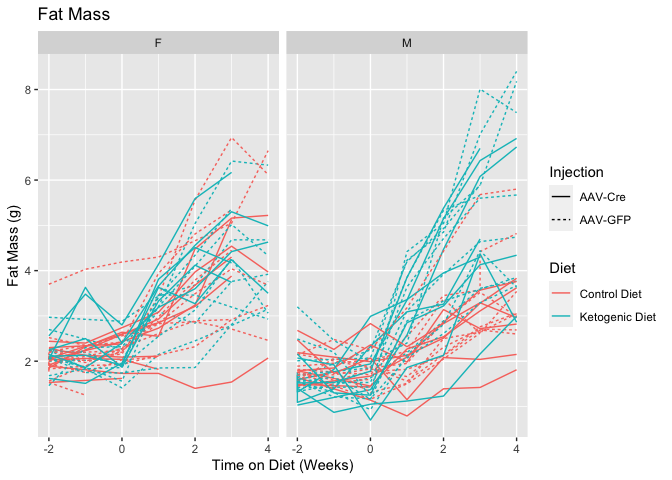 Fat Mass
F
M
8
6
4
2
Fat Mass (g)
-2
0
2
4
-2
0
2
4
Time on Diet (Weeks)
Injection
AAV-Cre
AAV-GFP
Diet
Control Diet
Ketogenic Diet